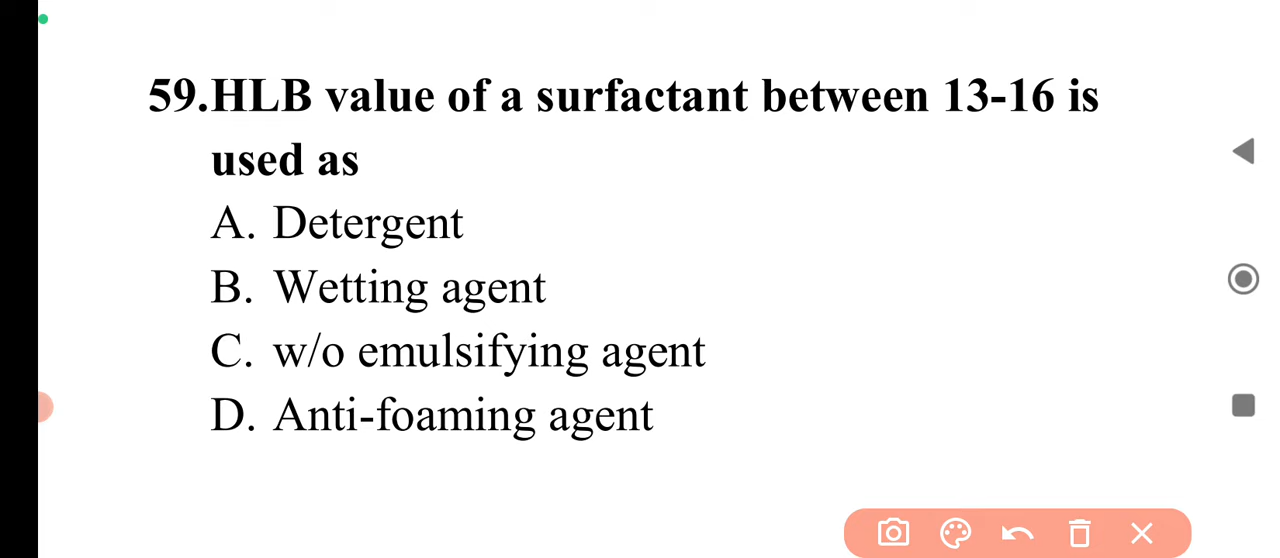 59.HLB value of a surfactant between 13-16 is
used as
A. Detergent
B. Wetting agent
C. w/o emulsifying agent
D. Anti-foaming agent